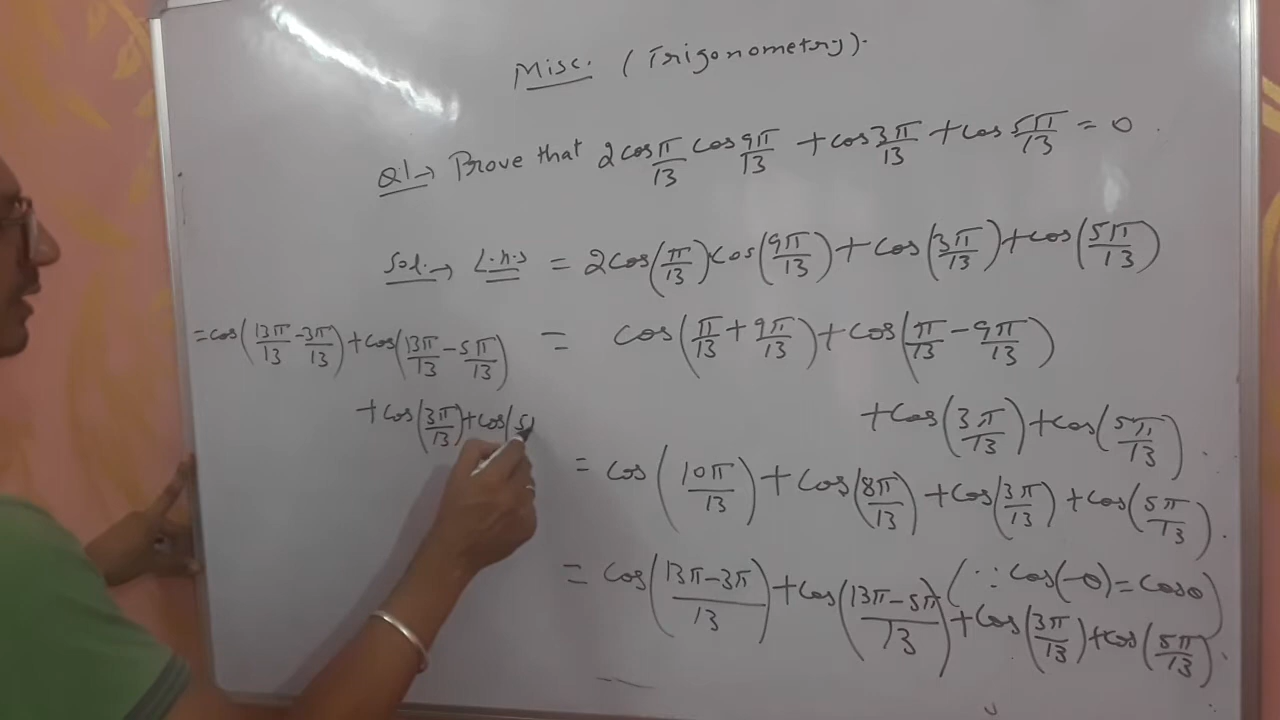 Misc. (Trigonometry).
Q1→ Prove that 2cos π/13 cos 9π/13 + cos 3π/13 + cos 5π/13 = 0
Sol.→ L.h.s = 2cos(π/13)cos(9π/13) + cos(3π/13) + cos(5π/13)
= cos(π/13 + 9π/13) + cos(π/13 − 9π/13)
+ cos(3π/13) + cos(5π/13).
= cos(10π/13) + cos(8π/13) + cos(3π/13) + cos(5π/13).
(∵ cos(−θ) = cosθ)
= cos((13π−3π)/13) + cos((13π−5π)/13) + cos(3π/13) + cos(5π/13).
= cos(13π/13 − 3π/13) + cos(13π/13 − 5π/13)
+ cos(3π/13) + cos(5